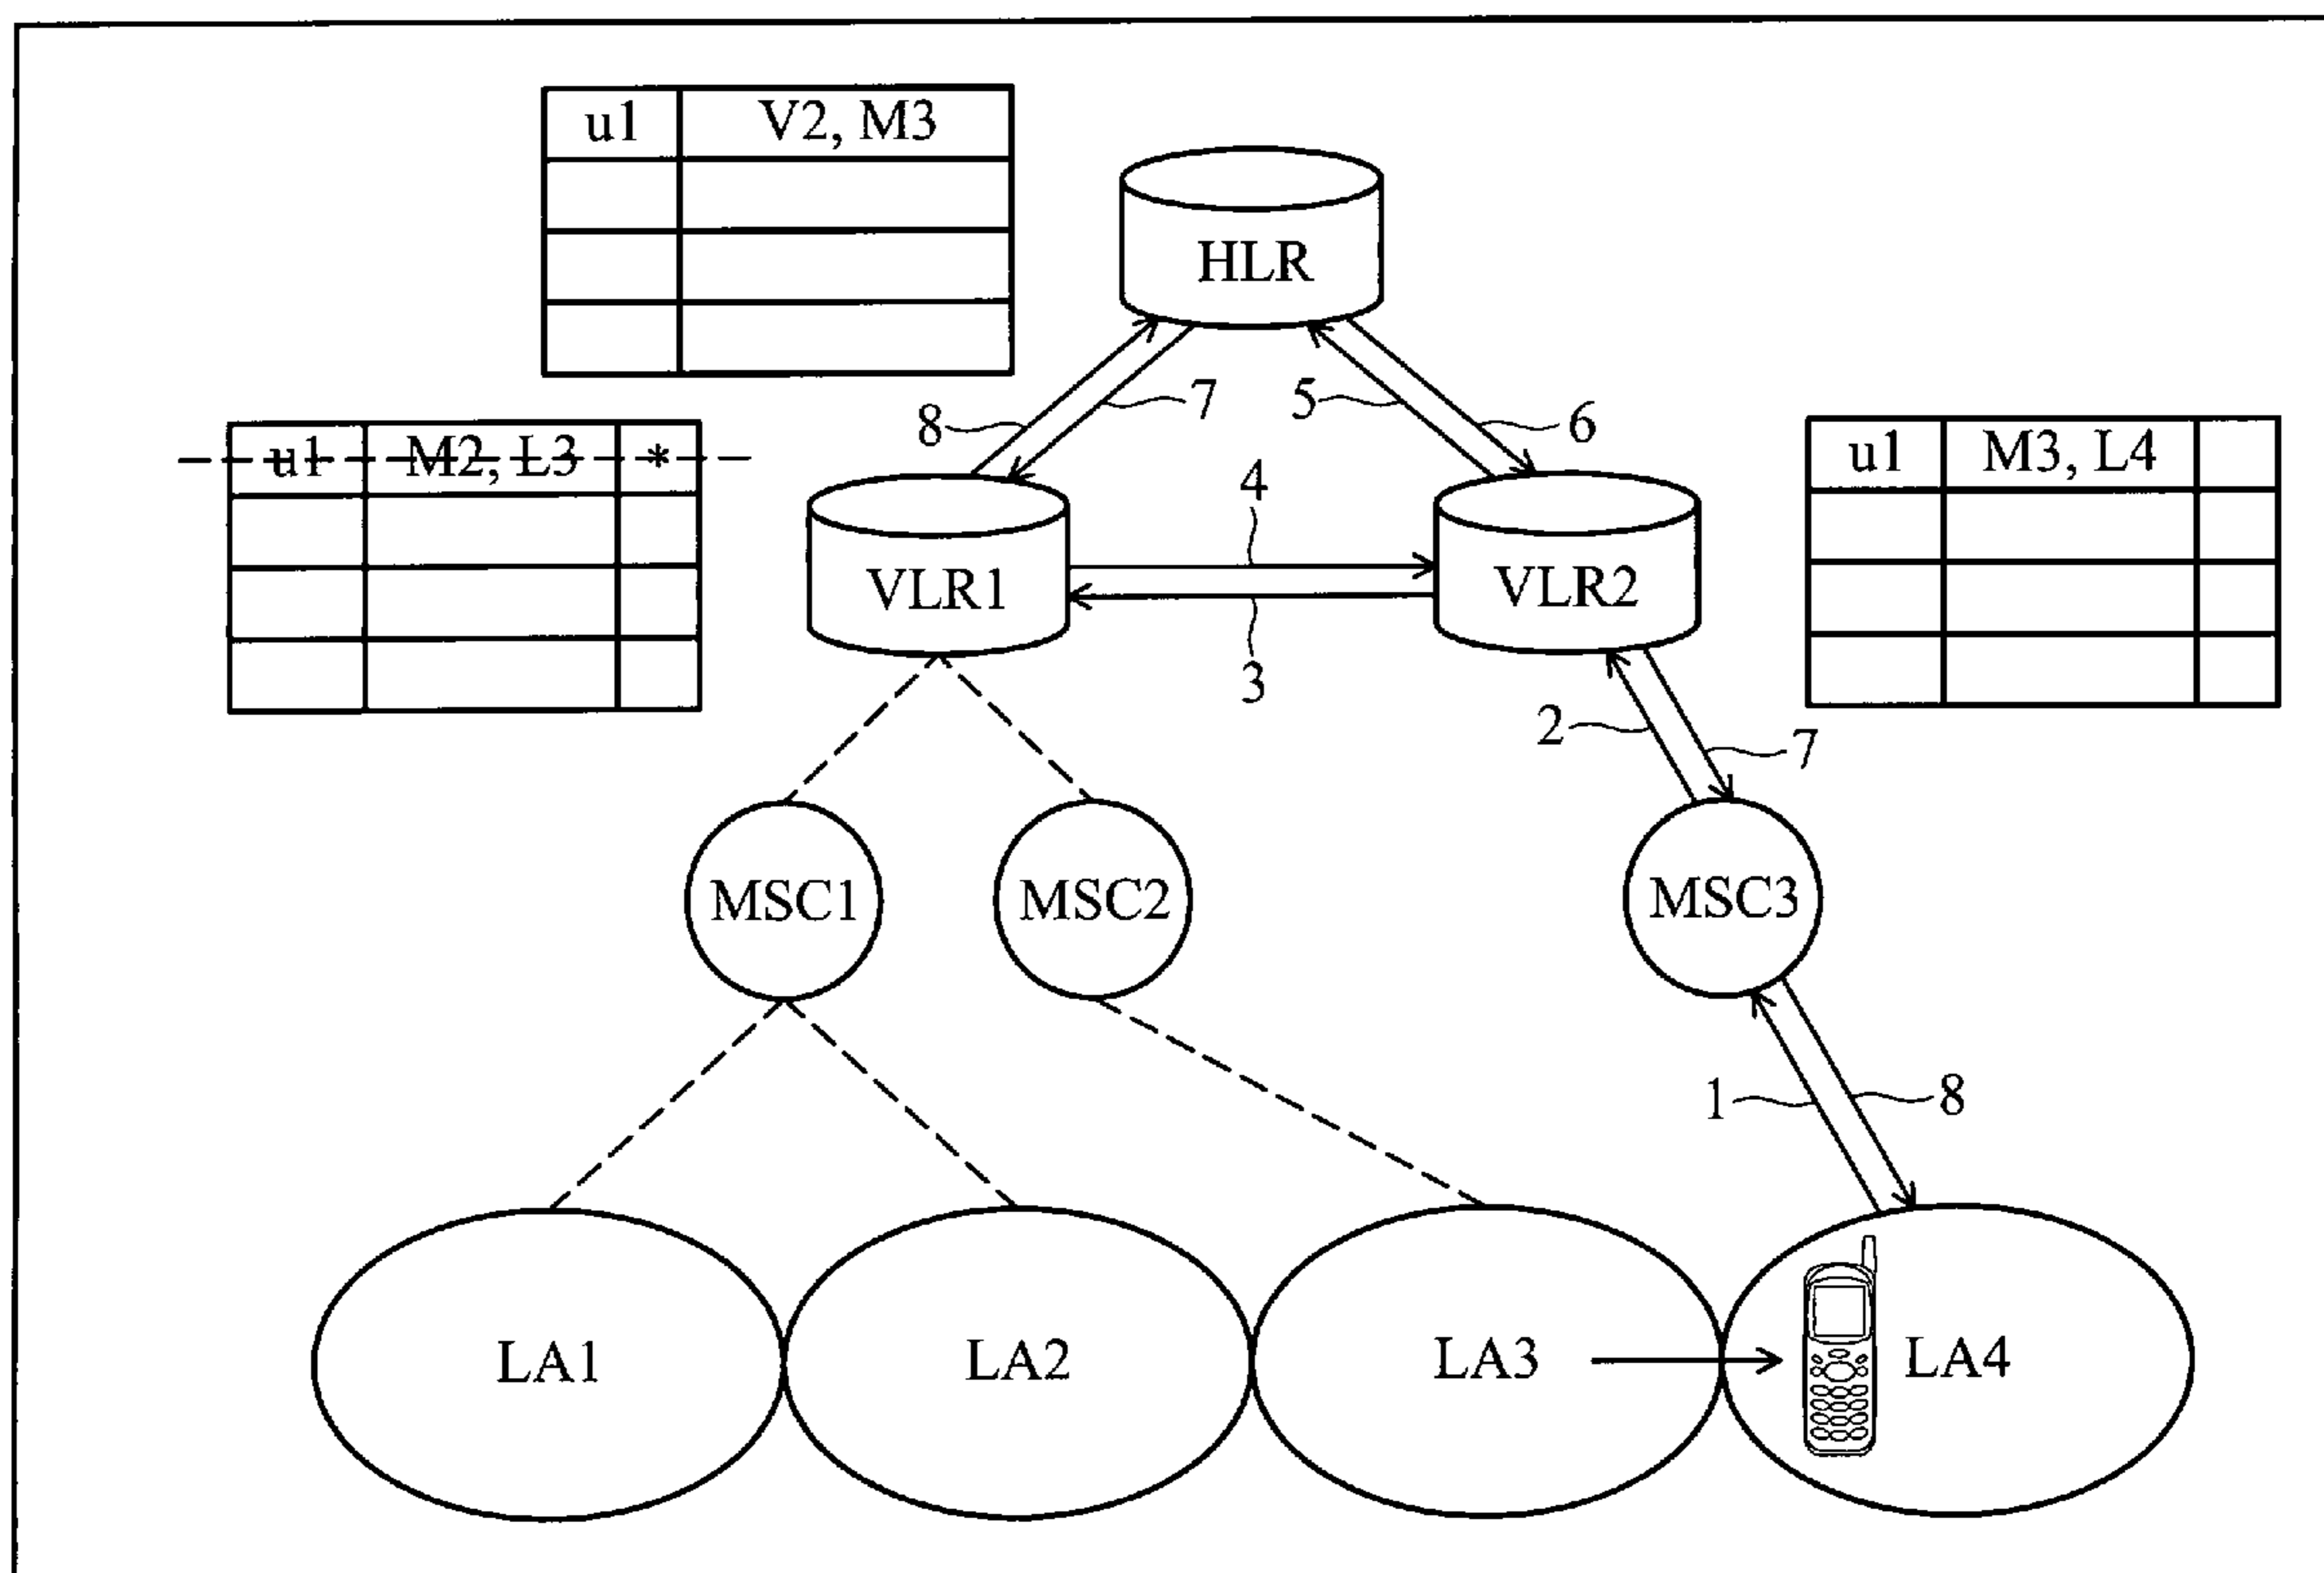 u1 V2, M3
HLR
8 7 5 6
u1 M2, L3 *
u1 M3, L4
4
VLR1 VLR2
3
2 7
MSC1 MSC2 MSC3
1 8
LA1 LA2 LA3 LA4